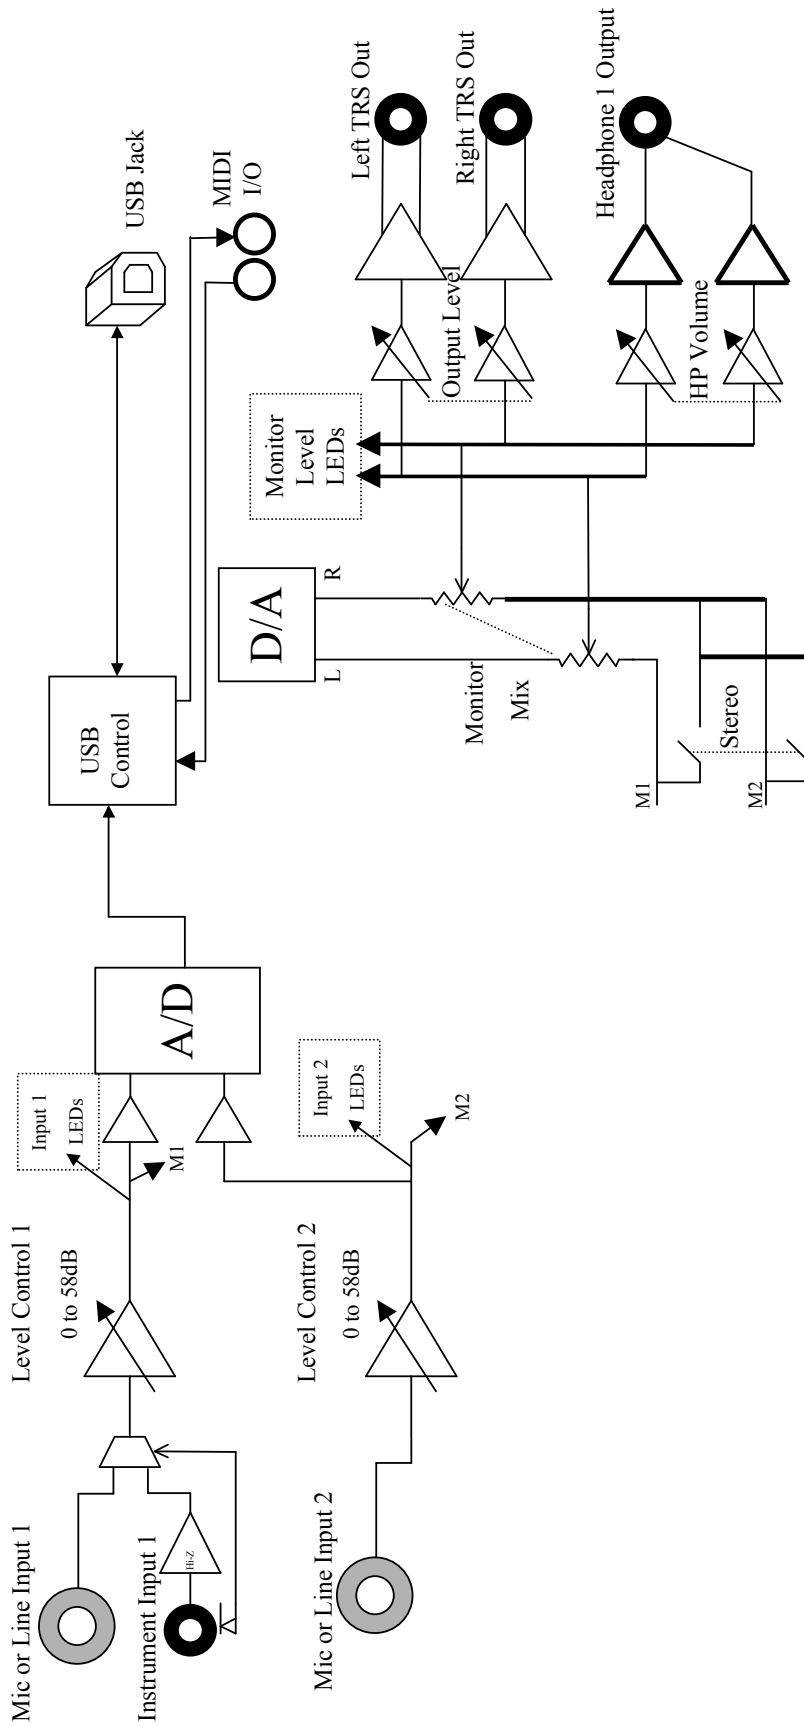 Mic or Line Input 1
Instrument Input 1
Hi-Z
Level Control 1
0 to 58dB
Input 1
LEDs
M1
A/D
Mic or Line Input 2
Level Control 2
0 to 58dB
Input 2
LEDs
M2
USB
Control
USB Jack
MIDI
I/O
D/A
L
R
Monitor
Mix
M1
M2
Stereo
Monitor
Level
LEDs
Output Level
Left TRS Out
Right TRS Out
HP Volume
Headphone 1 Output